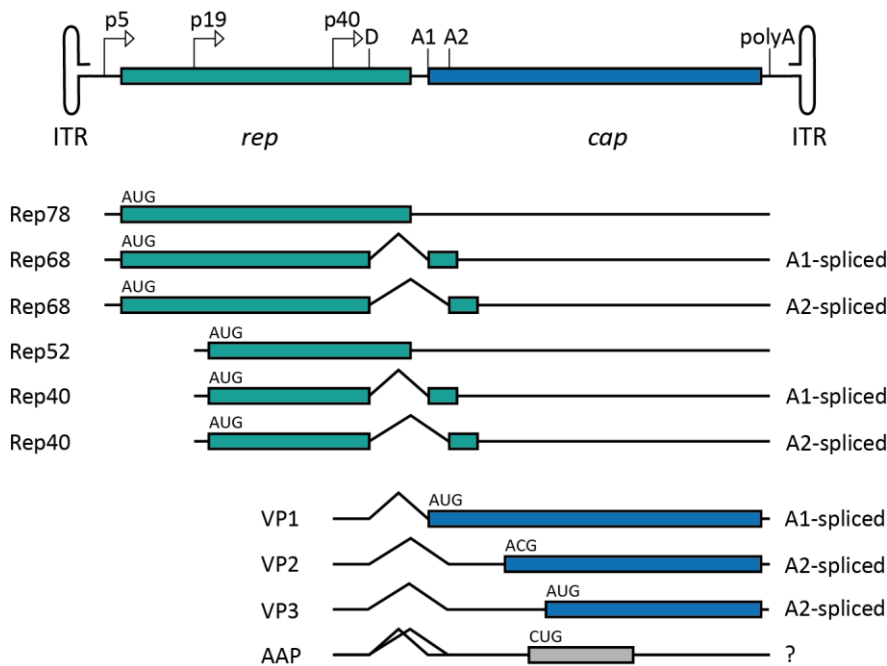 p5 p19 p40 D A1 A2 polyA
ITR rep cap ITR
AUG
Rep78
AUG
Rep68 A1-spliced
AUG
Rep68 A2-spliced
AUG
Rep52
AUG
Rep40 A1-spliced
AUG
Rep40 A2-spliced
AUG
VP1 A1-spliced
ACG
VP2 A2-spliced
AUG
VP3 A2-spliced
CUG
AAP ?